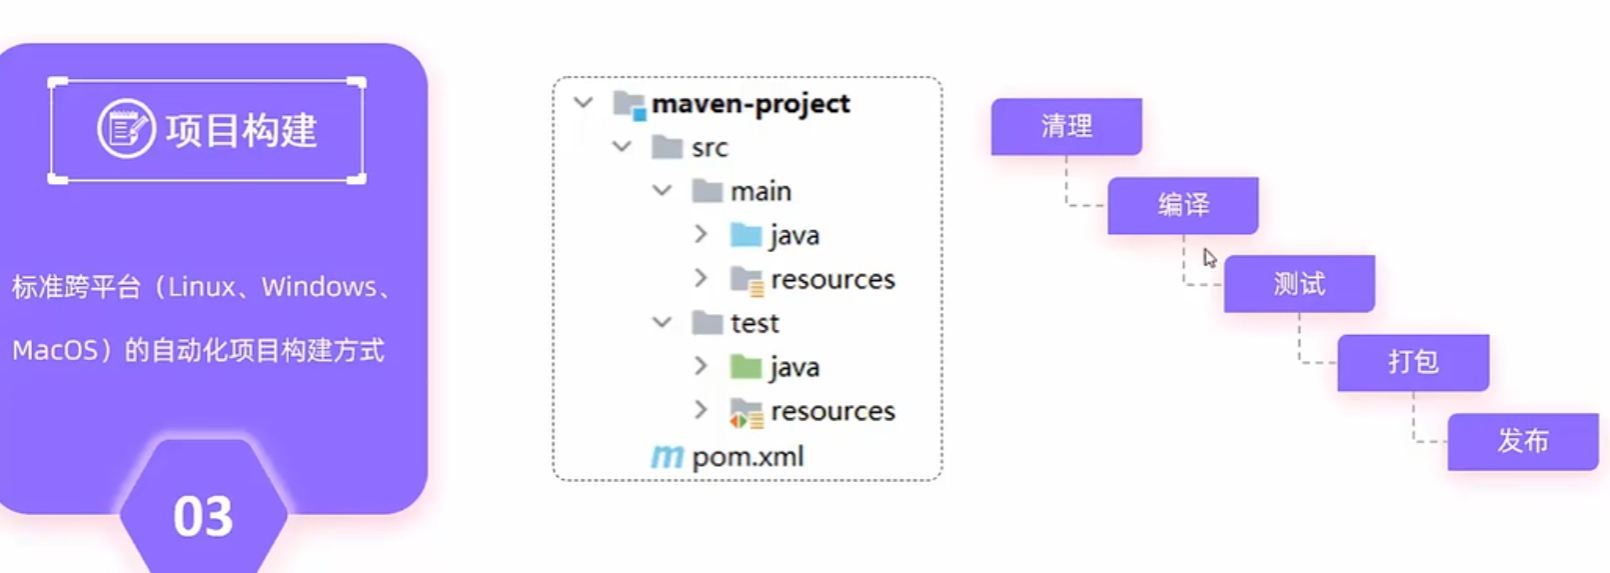 项目构建
标准跨平台（Linux、Windows、
MacOS）的自动化项目构建方式
03
maven-project
src
main
java
resources
test
java
resources
pom.xml
清理
编译
测试
打包
发布